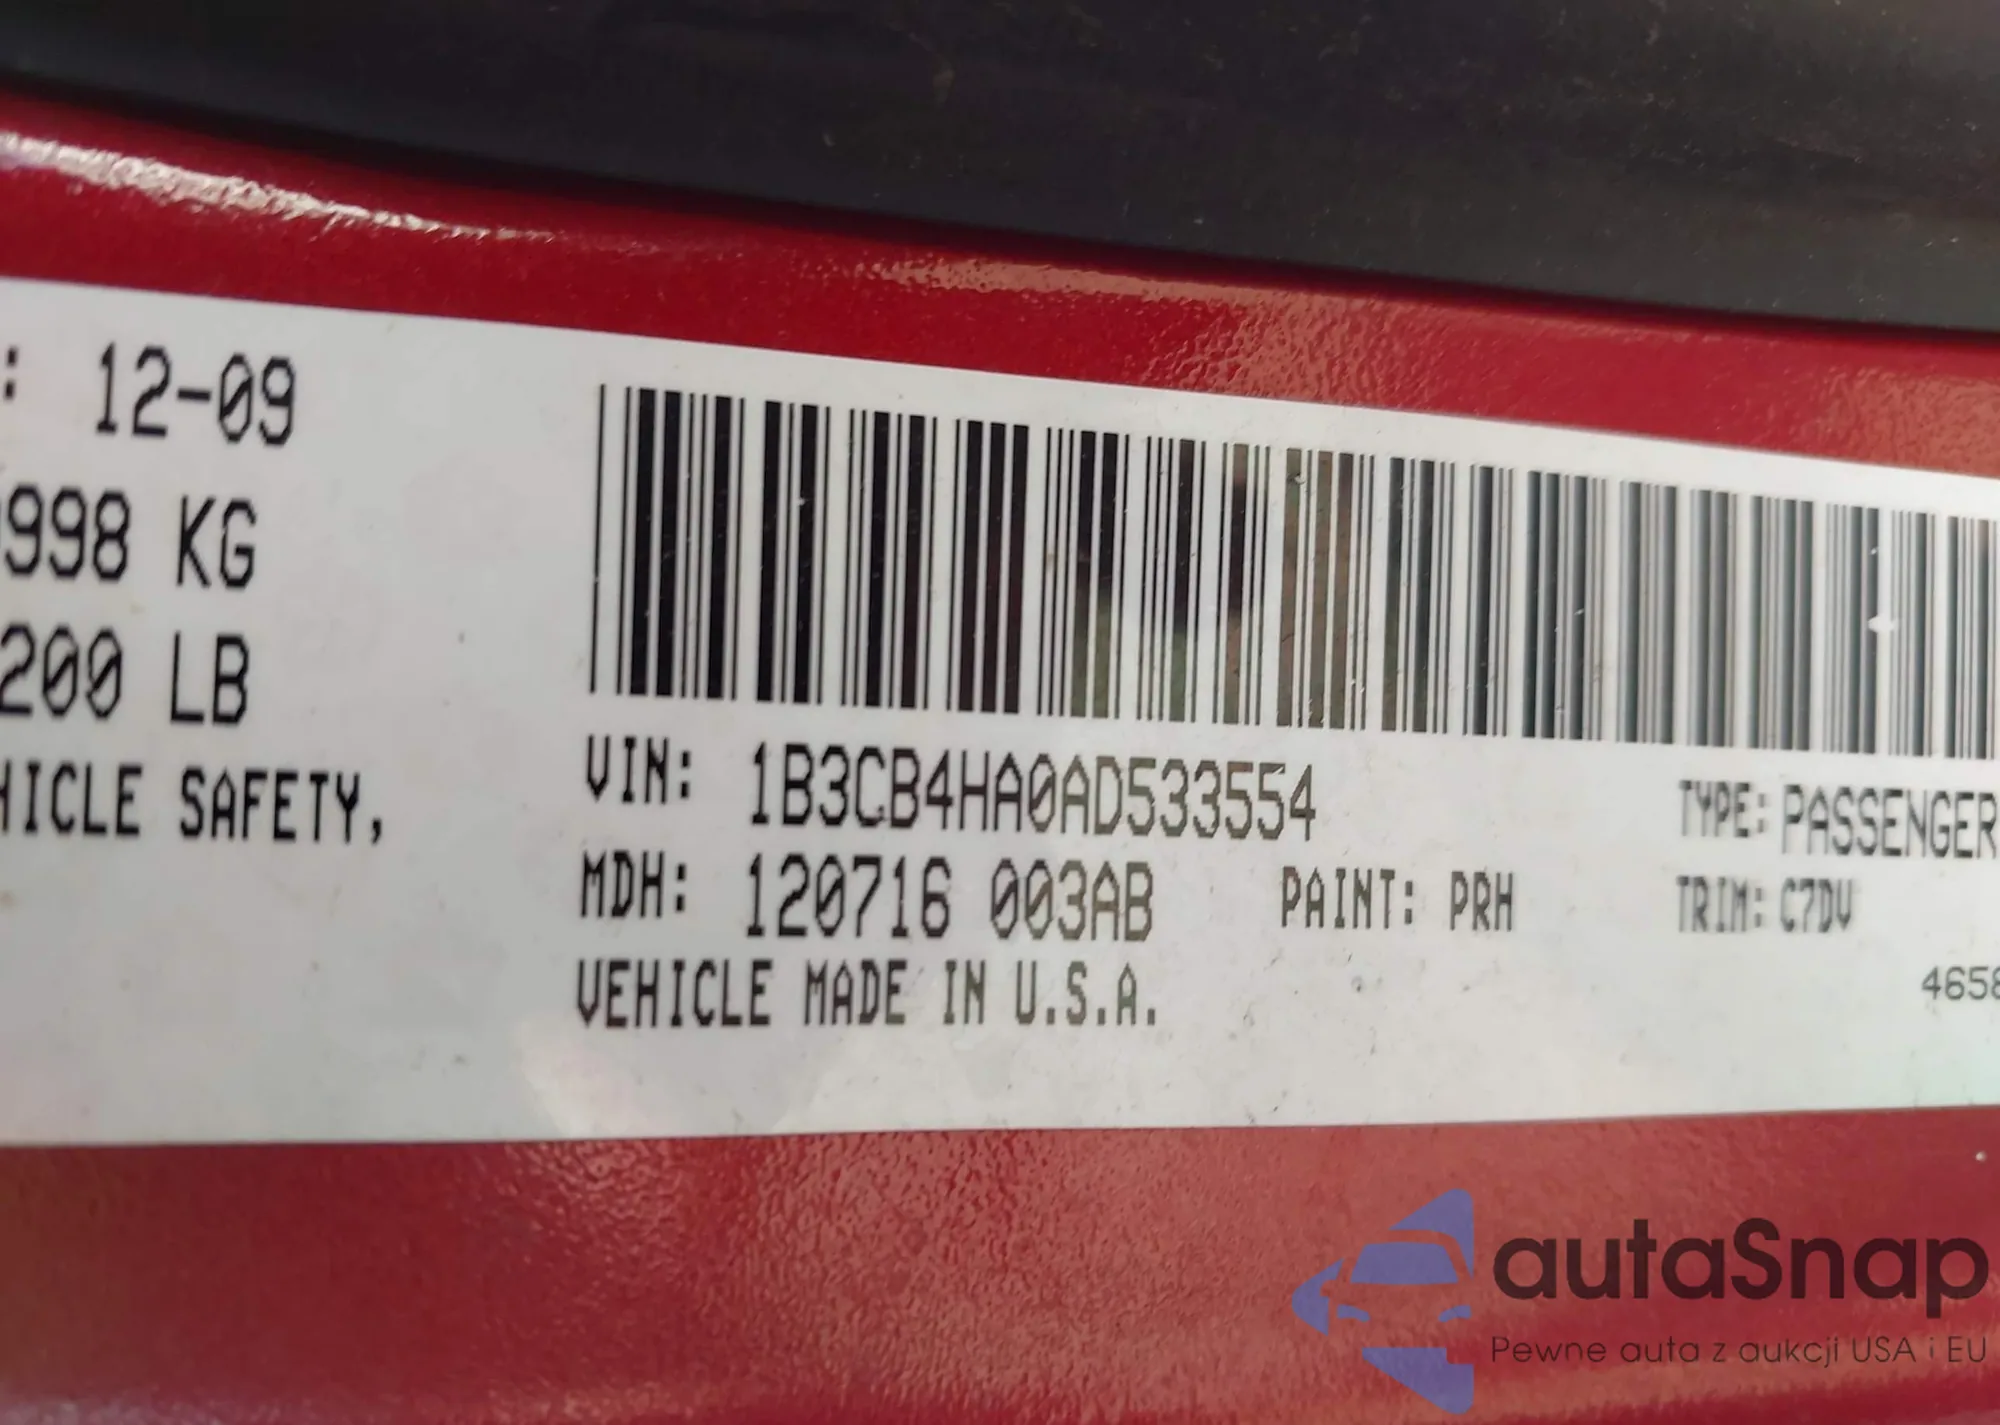 : 12-09
998 KG
200 LB
HICLE SAFETY,
VIN: 1B3CB4HA0AD533554
TYPE: PASSENGER
MDH: 120716 003AB
PAINT: PRH
TRIM: C7DV
VEHICLE MADE IN U.S.A.
4658
autaSnap
Pewne auta z aukcji USA i EU